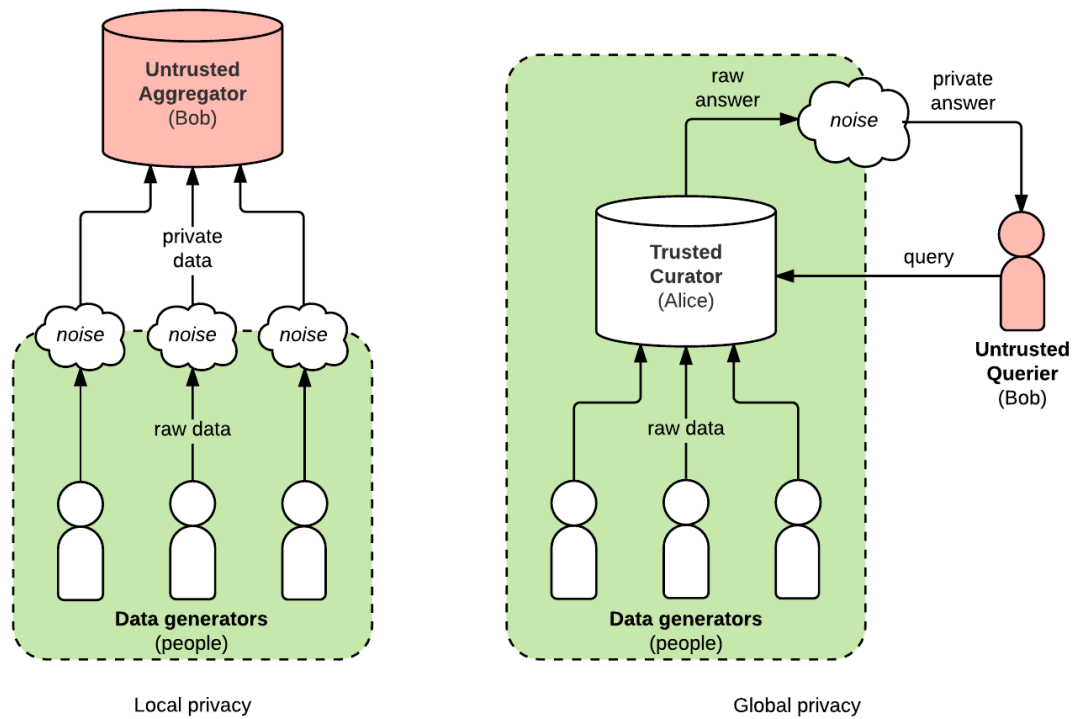 Untrusted
Aggregator
(Bob)
private
data
noise
noise
noise
raw data
Data generators
(people)
Local privacy
raw
answer
noise
private
answer
Trusted
Curator
(Alice)
query
Untrusted
Querier
(Bob)
raw data
Data generators
(people)
Global privacy